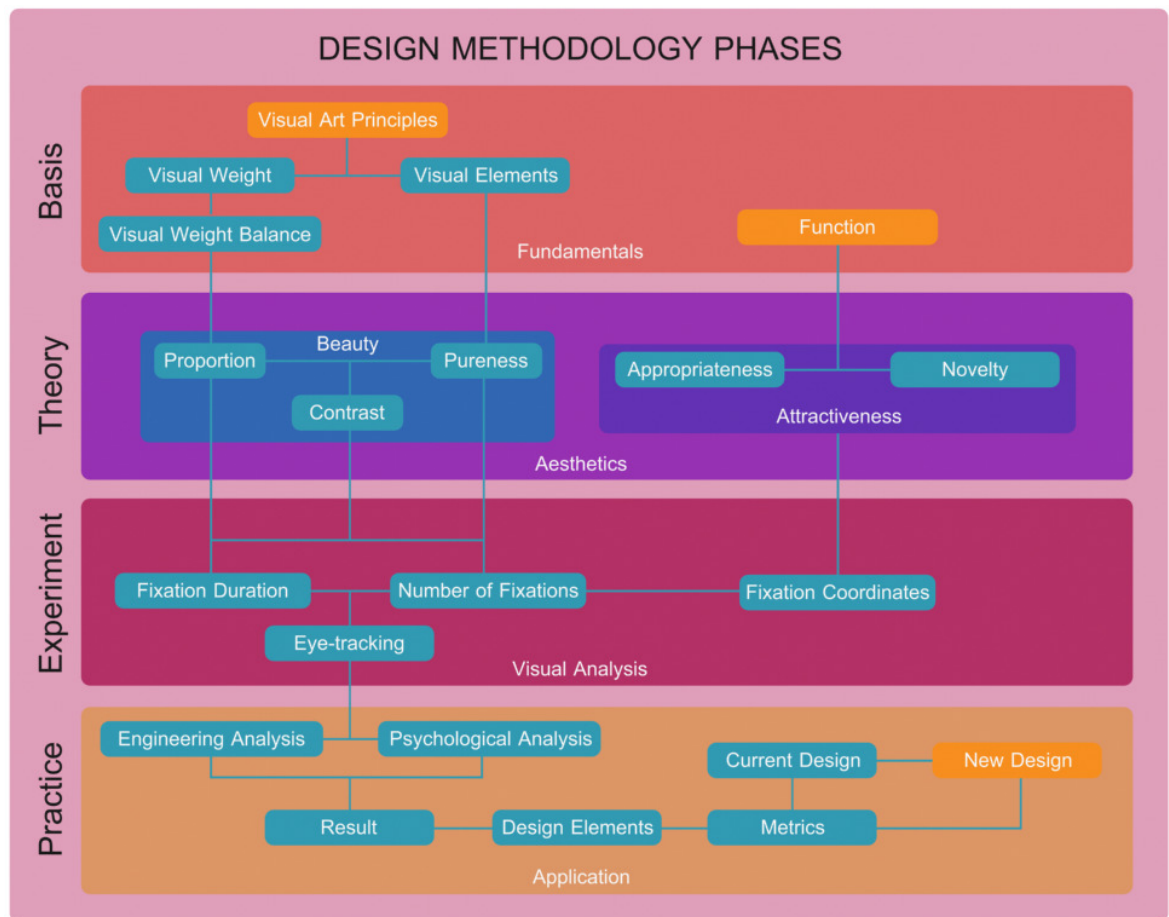 DESIGN METHODOLOGY PHASES
Basis
Visual Art Principles
Visual Weight
Visual Elements
Visual Weight Balance
Function
Fundamentals
Theory
Beauty
Proportion
Pureness
Contrast
Appropriateness
Novelty
Attractiveness
Aesthetics
Experiment
Fixation Duration
Number of Fixations
Fixation Coordinates
Eye-tracking
Visual Analysis
Practice
Engineering Analysis
Psychological Analysis
Current Design
New Design
Result
Design Elements
Metrics
Application